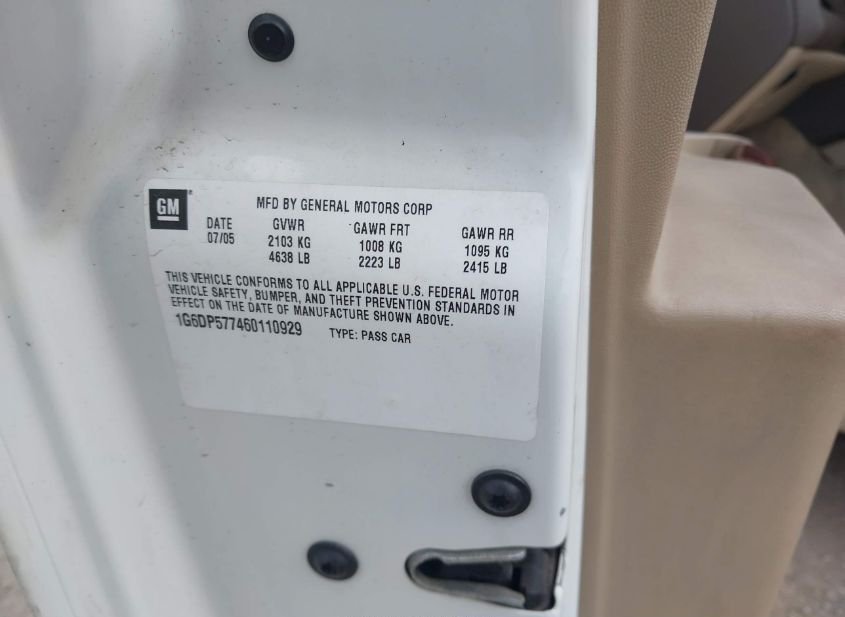 GM
MFD BY GENERAL MOTORS CORP
DATE GVWR GAWR FRT GAWR RR
07/05 2103 KG 1008 KG 1095 KG
4638 LB 2223 LB 2415 LB
THIS VEHICLE CONFORMS TO ALL APPLICABLE U.S. FEDERAL MOTOR
VEHICLE SAFETY, BUMPER, AND THEFT PREVENTION STANDARDS IN
EFFECT ON THE DATE OF MANUFACTURE SHOWN ABOVE.
1G6DP577460110929 TYPE: PASS CAR